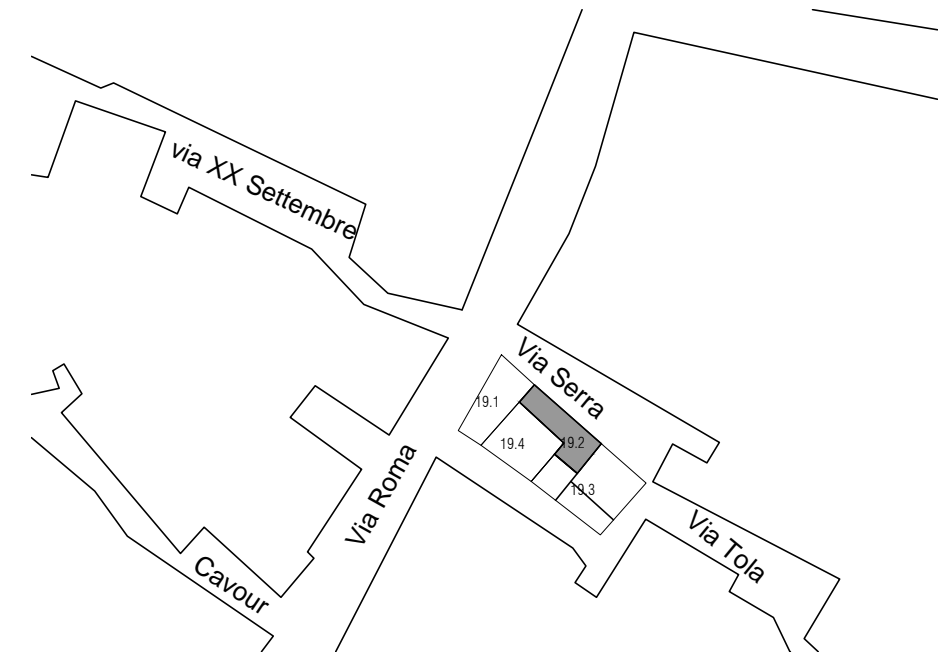 via XX Settembre
Via Serra
19.1
19.4
19.2
19.3
Via Roma
Via Tola
Cavour